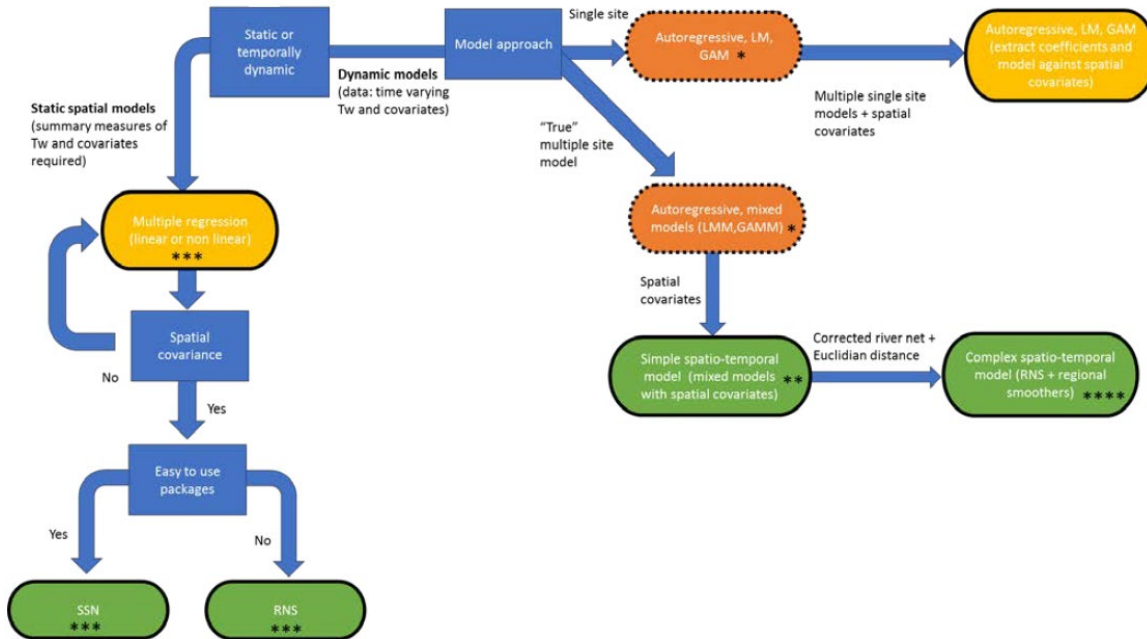 Static or
temporally
dynamic
Model approach
Single site
Autoregressive, LM,
GAM *
Autoregressive, LM, GAM
(extract coefficients and
model against spatial
covariates)
Dynamic models
(data: time varying
Tw and covariates)
Multiple single site
models + spatial
covariates
Static spatial models
(summary measures of
Tw and covariates
required)
"True"
multiple site
model
Multiple regression
(linear or non linear)
***
Autoregressive, mixed
models (LMM,GAMM) *
Spatial
covariates
Spatial
covariance
No
Yes
Simple spatio-temporal
model (mixed models **
with spatial covariates)
Corrected river net +
Euclidian distance
Complex spatio-temporal
model (RNS + regional
smoothers) ****
Easy to use
packages
Yes
No
SSN
***
RNS
***